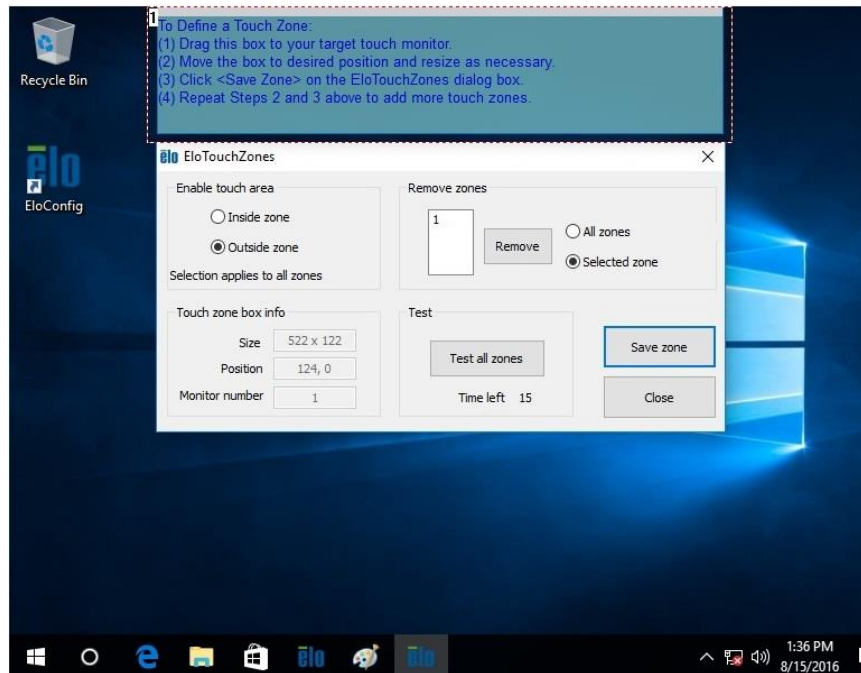 1
To Define a Touch Zone:
(1) Drag this box to your target touch monitor.
(2) Move the box to desired position and resize as necessary.
(3) Click <Save Zone> on the EloTouchZones dialog box.
(4) Repeat Steps 2 and 3 above to add more touch zones.
Recycle Bin
ēlo
EloConfig
ēlo EloTouchZones
Enable touch area
Inside zone
Outside zone
Selection applies to all zones
Remove zones
1
Remove
All zones
Selected zone
Touch zone box info
Size 522 x 122
Position 124, 0
Monitor number 1
Test
Test all zones
Time left 15
Save zone
Close
ēlo
ēlo
1:36 PM
8/15/2016